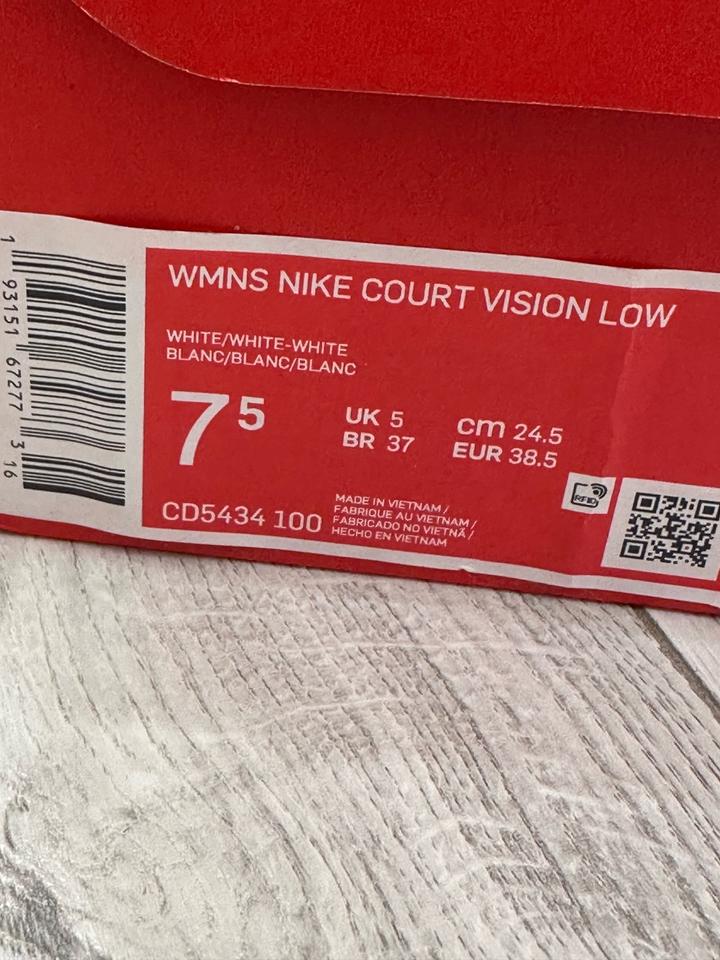 WMNS NIKE COURT VISION LOW
WHITE/WHITE-WHITE
BLANC/BLANC/BLANC
7 5
UK 5
BR 37
cm 24.5
EUR 38.5
CD5434 100
MADE IN VIETNAM /
FABRIQUE AU VIETNAM /
FABRICADO NO VIETNÃ /
HECHO EN VIETNAM
RFID
1 93151 67277 3 16